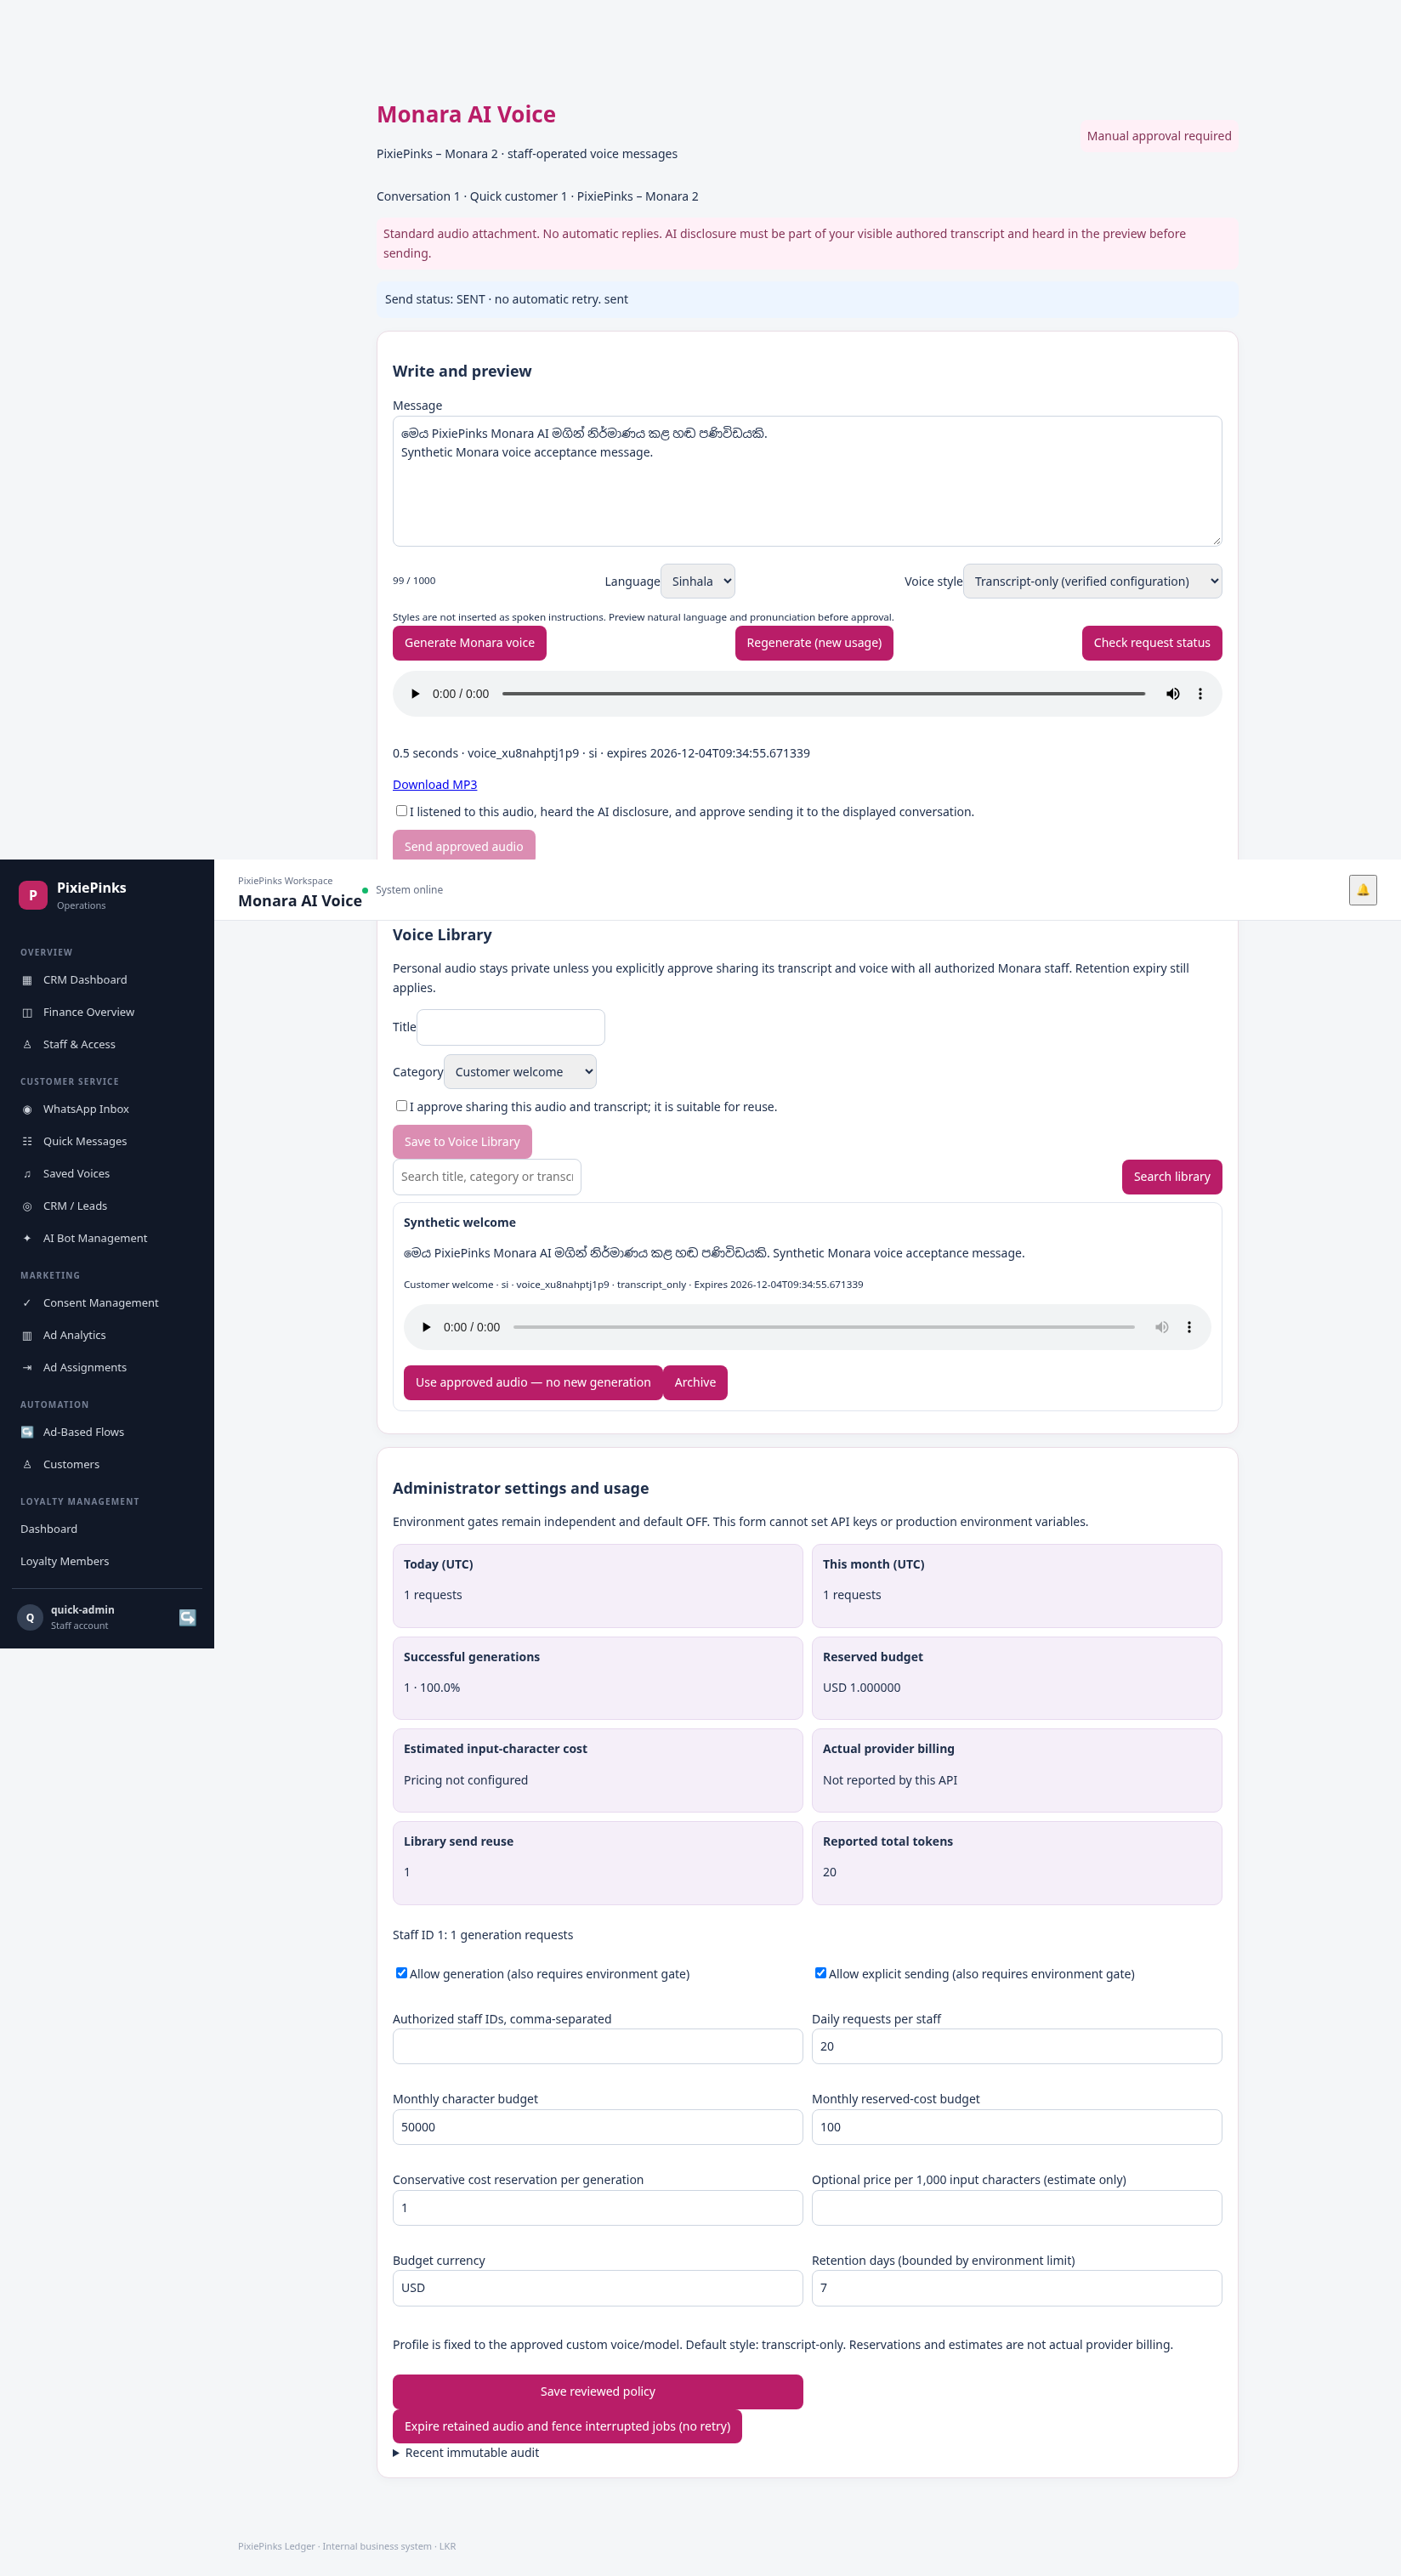 Monara AI Voice
PixiePinks – Monara 2 · staff-operated voice messages
Manual approval required
Conversation 1 · Quick customer 1 · PixiePinks – Monara 2
Standard audio attachment. No automatic replies. AI disclosure must be part of your visible authored transcript and heard in the preview before
sending.
Send status: SENT · no automatic retry. sent
Write and preview
Message
මෙය PixiePinks Monara AI මගින් නිර්මාණය කළ හඬ පණිවිඩයකි.
Synthetic Monara voice acceptance message.
99 / 1000
Language Sinhala
Voice style Transcript-only (verified configuration)
Styles are not inserted as spoken instructions. Preview natural language and pronunciation before approval.
Generate Monara voice
Regenerate (new usage)
Check request status
0:00 / 0:00
0.5 seconds · voice_xu8nahptj1p9 · si · expires 2026-12-04T09:34:55.671339
Download MP3
I listened to this audio, heard the AI disclosure, and approve sending it to the displayed conversation.
Send approved audio
P
PixiePinks
Operations
OVERVIEW
CRM Dashboard
Finance Overview
Staff & Access
CUSTOMER SERVICE
WhatsApp Inbox
Quick Messages
Saved Voices
CRM / Leads
AI Bot Management
MARKETING
Consent Management
Ad Analytics
Ad Assignments
AUTOMATION
Ad-Based Flows
Customers
LOYALTY MANAGEMENT
Dashboard
Loyalty Members
Q
quick-admin
Staff account
PixiePinks Workspace
Monara AI Voice
System online
Voice Library
Personal audio stays private unless you explicitly approve sharing its transcript and voice with all authorized Monara staff. Retention expiry still
applies.
Title
Category Customer welcome
I approve sharing this audio and transcript; it is suitable for reuse.
Save to Voice Library
Search title, category or transcr
Search library
Synthetic welcome
මෙය PixiePinks Monara AI මගින් නිර්මාණය කළ හඬ පණිවිඩයකි. Synthetic Monara voice acceptance message.
Customer welcome · si · voice_xu8nahptj1p9 · transcript_only · Expires 2026-12-04T09:34:55.671339
0:00 / 0:00
Use approved audio — no new generation
Archive
Administrator settings and usage
Environment gates remain independent and default OFF. This form cannot set API keys or production environment variables.
Today (UTC)
1 requests
This month (UTC)
1 requests
Successful generations
1 · 100.0%
Reserved budget
USD 1.000000
Estimated input-character cost
Pricing not configured
Actual provider billing
Not reported by this API
Library send reuse
1
Reported total tokens
20
Staff ID 1: 1 generation requests
Allow generation (also requires environment gate)
Allow explicit sending (also requires environment gate)
Authorized staff IDs, comma-separated
Daily requests per staff
20
Monthly character budget
50000
Monthly reserved-cost budget
100
Conservative cost reservation per generation
1
Optional price per 1,000 input characters (estimate only)
Budget currency
USD
Retention days (bounded by environment limit)
7
Profile is fixed to the approved custom voice/model. Default style: transcript-only. Reservations and estimates are not actual provider billing.
Save reviewed policy
Expire retained audio and fence interrupted jobs (no retry)
Recent immutable audit
PixiePinks Ledger · Internal business system · LKR